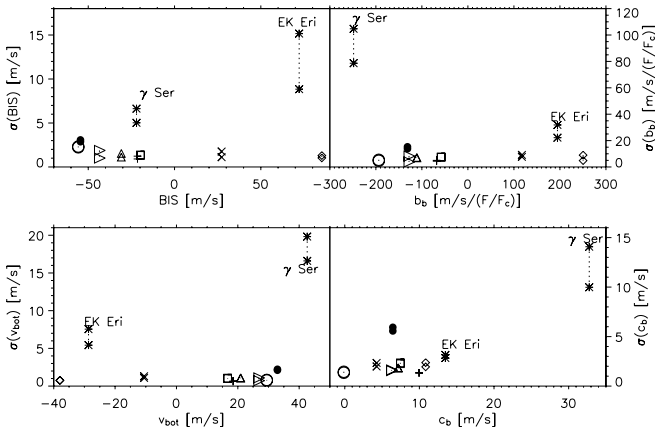 15
10
5
0
σ(BIS) [m/s]
EK Eri
γ Ser
-50
0
50
BIS [m/s]
120
100
80
60
40
20
0
σ(b_b) [m/s/(F/F_c)]
γ Ser
EK Eri
-200
-100
0
100
200
300
b_b [m/s/(F/F_c)]
20
15
10
5
0
σ(v_bot) [m/s]
γ Ser
EK Eri
-40
-20
0
20
40
v_bot [m/s]
15
10
5
0
σ(c_b) [m/s]
γ Ser
EK Eri
0
10
20
30
c_b [m/s]